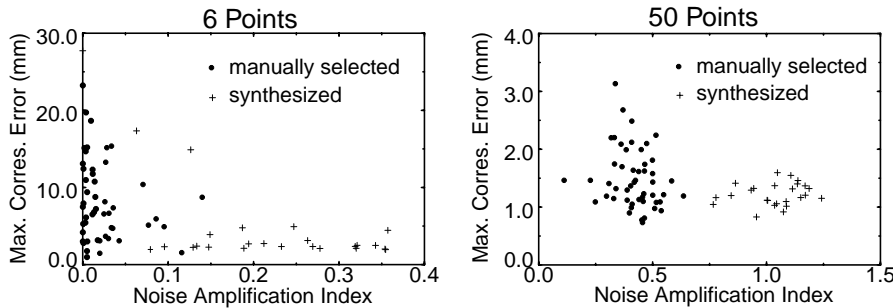 6 Points
Max. Corres. Error (mm)
30.0
20.0
10.0
0.0
manually selected
synthesized
0.0 0.1 0.2 0.3 0.4
Noise Amplification Index
50 Points
Max. Corres. Error (mm)
4.0
3.0
2.0
1.0
0.0
manually selected
synthesized
0.0 0.5 1.0 1.5
Noise Amplification Index